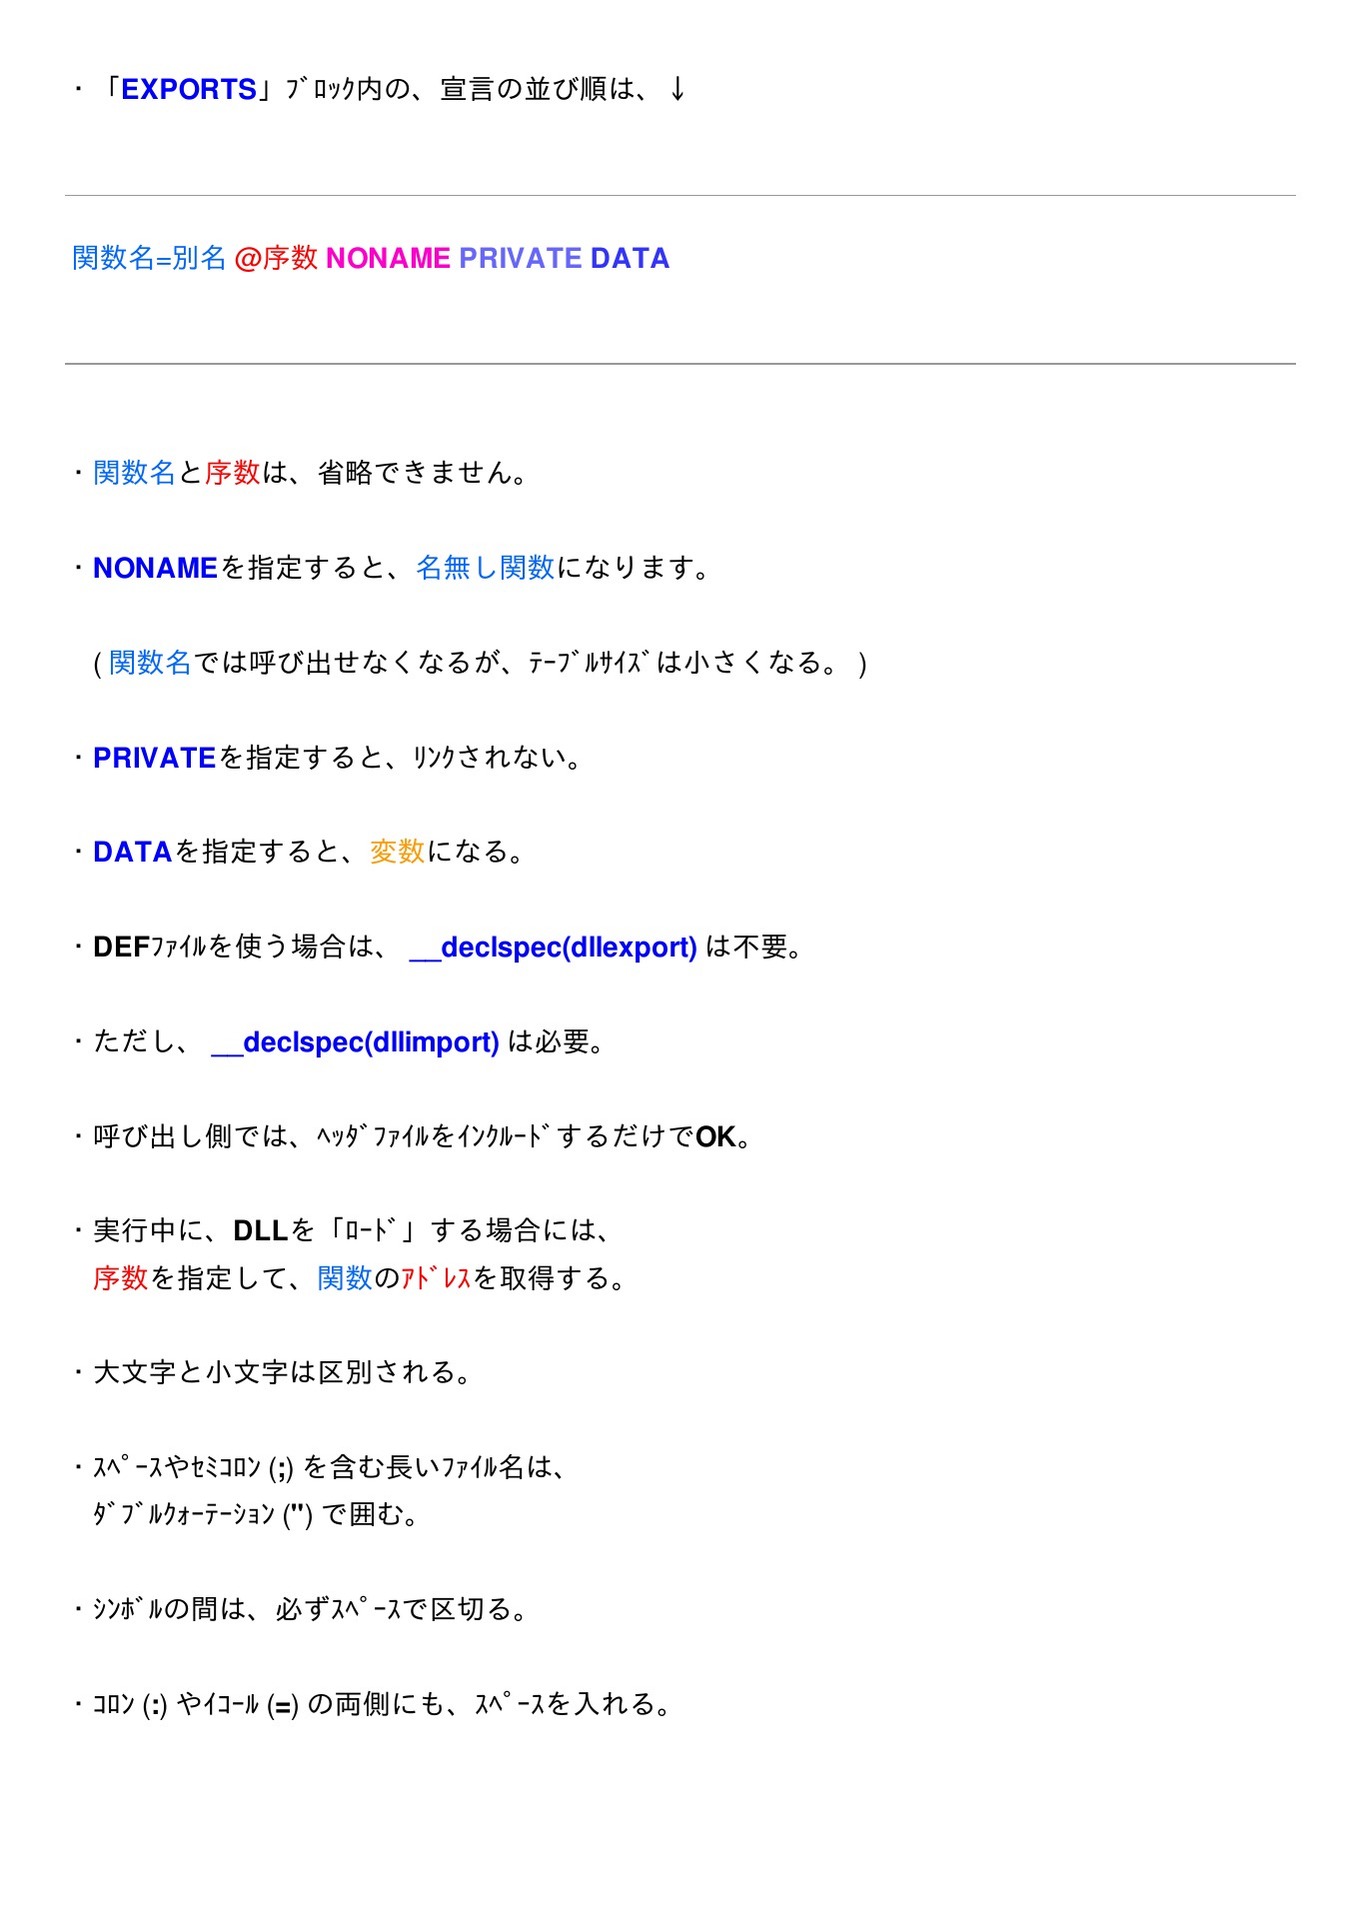 ・「EXPORTS」ﾌﾞﾛｯｸ内の、宣言の並び順は、↓
関数名=別名 @序数 NONAME PRIVATE DATA
・関数名と序数は、省略できません。
・NONAMEを指定すると、名無し関数になります。
( 関数名では呼び出せなくなるが、ﾃｰﾌﾞﾙｻｲｽﾞは小さくなる。 )
・PRIVATEを指定すると、ﾘﾝｸされない。
・DATAを指定すると、変数になる。
・DEFﾌｧｲﾙを使う場合は、 __declspec(dllexport) は不要。
・ただし、 __declspec(dllimport) は必要。
・呼び出し側では、ﾍｯﾀﾞﾌｧｲﾙをｲﾝｸﾙｰﾄﾞするだけでOK。
・実行中に、DLLを「ﾛｰﾄﾞ」する場合には、
序数を指定して、関数のｱﾄﾞﾚｽを取得する。
・大文字と小文字は区別される。
・ｽﾍﾟｰｽやｾﾐｺﾛﾝ (;) を含む長いﾌｧｲﾙ名は、
ﾀﾞﾌﾞﾙｸｫｰﾃｰｼｮﾝ (") で囲む。
・ｼﾝﾎﾞﾙの間は、必ずｽﾍﾟｰｽで区切る。
・ｺﾛﾝ (:) やｲｺｰﾙ (=) の両側にも、ｽﾍﾟｰｽを入れる。